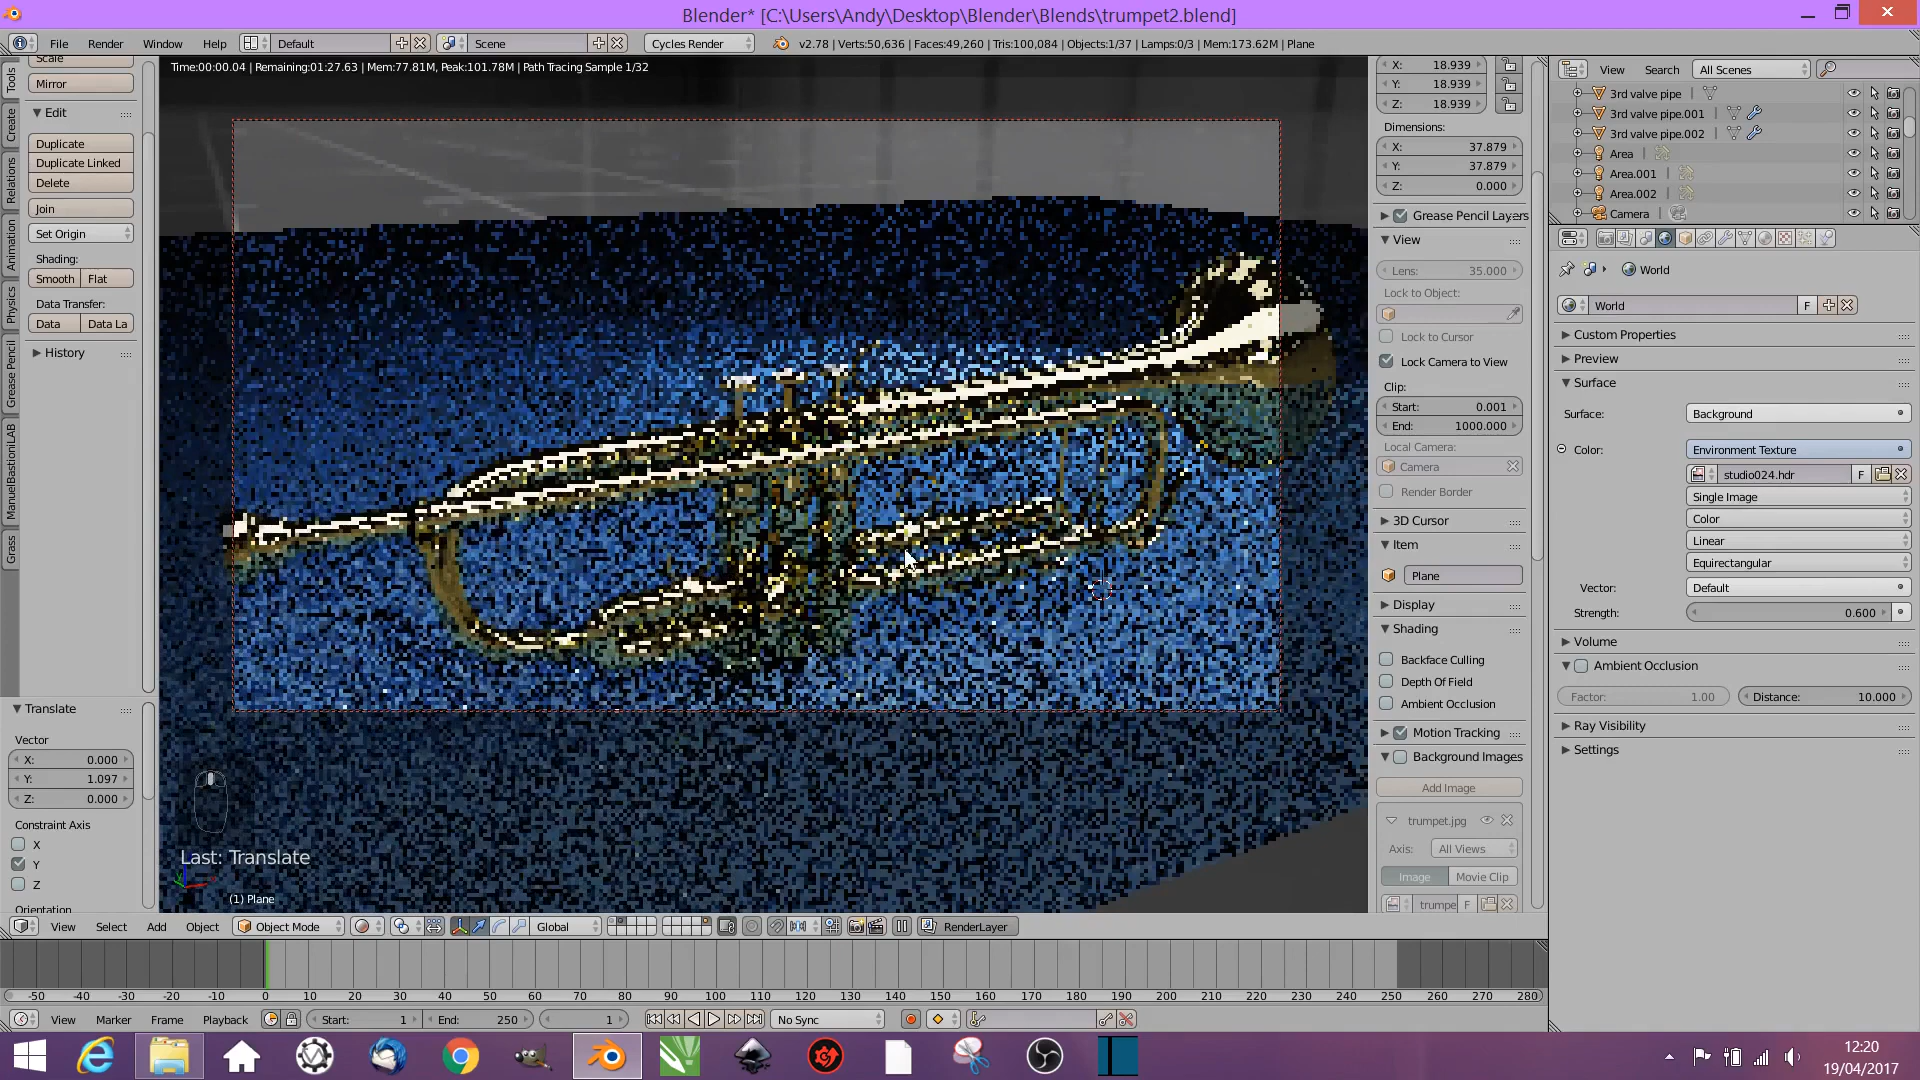 Blender* [C:\Users\Andy\Desktop\Blender\Blends\trumpet2.blend]
File Render Window Help Default Scene Cycles Render v2.78 | Verts:50,636 | Faces:49,260 | Tris:100,084 | Objects:1/37 | Lamps:0/3 | Mem:173.62M | Plane
Time:00:00.04 | Remaining:01:27.63 | Mem:77.81M, Peak:101.78M | Path Tracing Sample 1/32
Tools
Create
Relations
Animation
Physics
Grease Pencil
ManuelBastioniLAB
Grass
Scale
Mirror
Edit
Duplicate
Duplicate Linked
Delete
Join
Set Origin
Shading:
Smooth Flat
Data Transfer:
Data Data La
History
Translate
Vector
X: 0.000
Y: 1.097
Z: 0.000
Constraint Axis
X
Y
Z
Orientation
Last: Translate
(1) Plane
X: 18.939
Y: 18.939
Z: 18.939
Dimensions:
X: 37.879
Y: 37.879
Z: 0.000
Grease Pencil Layers
View
Lens: 35.000
Lock to Object:
Lock to Cursor
Lock Camera to View
Clip:
Start: 0.001
End: 1000.000
Local Camera:
Camera
Render Border
3D Cursor
Item
Plane
Display
Shading
Backface Culling
Depth Of Field
Ambient Occlusion
Motion Tracking
Background Images
Add Image
trumpet.jpg
Axis: All Views
Image Movie Clip
trumpe F
View Search All Scenes
3rd valve pipe
3rd valve pipe.001
3rd valve pipe.002
Area
Area.001
Area.002
Camera
World
World F
Custom Properties
Preview
Surface
Surface: Background
Color: Environment Texture
studio024.hdr F
Single Image
Color
Linear
Equirectangular
Vector: Default
Strength: 0.600
Volume
Ambient Occlusion
Factor: 1.00 Distance: 10.000
Ray Visibility
Settings
View Select Add Object Object Mode Global RenderLayer
-50 -40 -30 -20 -10 0 10 20 30 40 50 60 70 80 90 100 110 120 130 140 150 160 170 180 190 200 210 220 230 240 250 260 270 280
View Marker Frame Playback Start: 1 End: 250 1 No Sync
12:20
19/04/2017